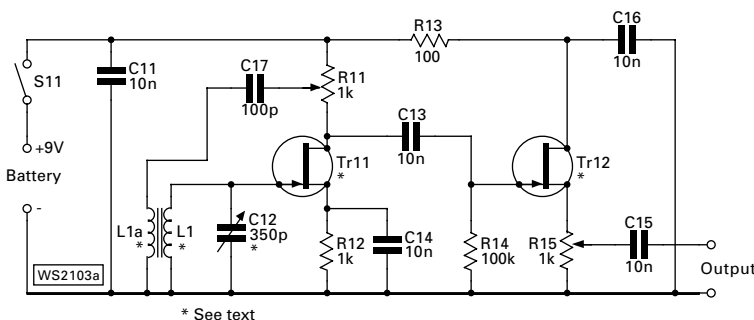 S11
C11
10n
C17
100p
R11
1k
R13
100
C16
10n
C13
10n
+9V
Battery
-
Tr11
*
Tr12
*
L1a
*
L1
*
C12
350p
*
R12
1k
C14
10n
R14
100k
R15
1k
C15
10n
Output
WS2103a
* See text